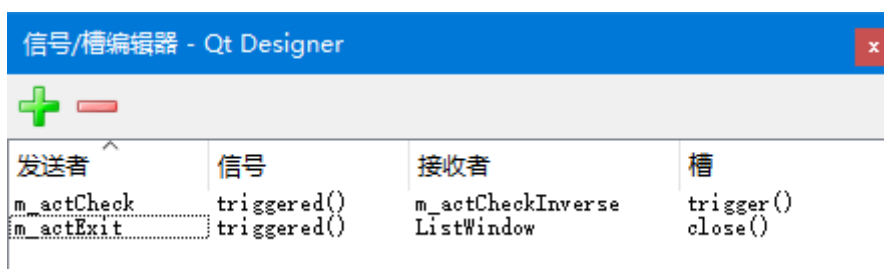 信号/槽编辑器 - Qt Designer
x
发送者 信号 接收者 槽
m_actCheck triggered() m_actCheckInverse trigger()
m_actExit triggered() ListWindow close()